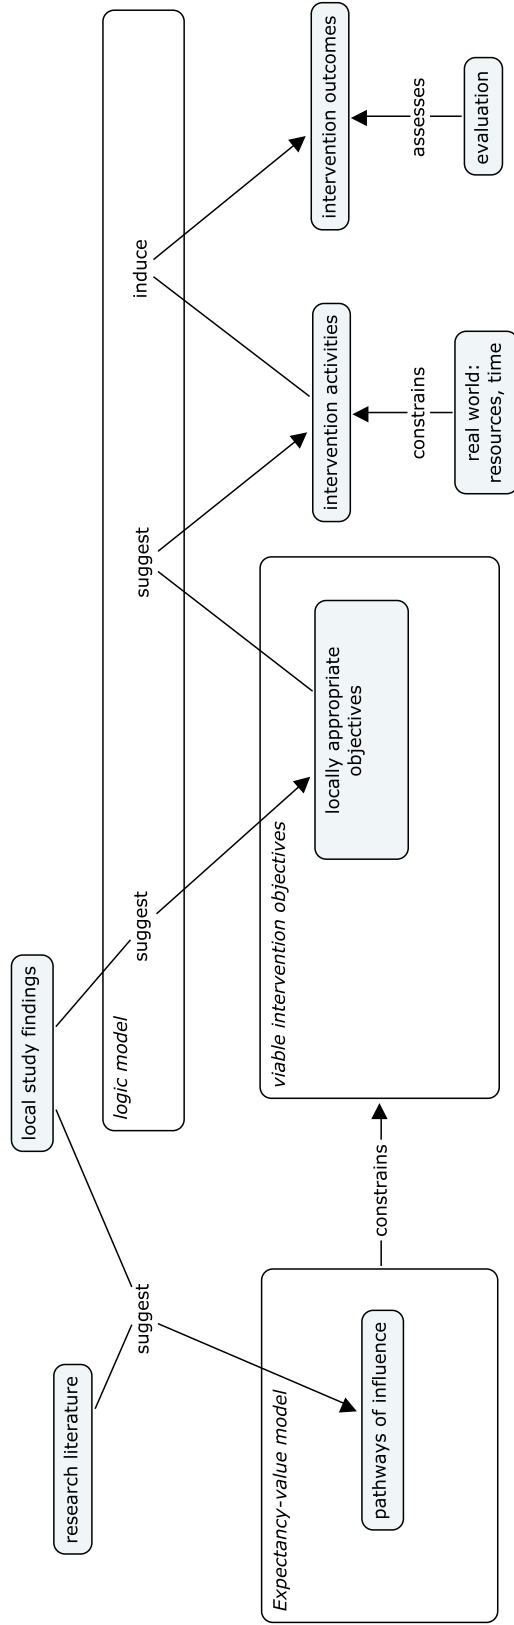 local study findings
research literature
suggest
logic model
suggest
suggest
induce
Expectancy-value model
pathways of influence
constrains
viable intervention objectives
locally appropriate
objectives
intervention activities
intervention outcomes
constrains
assesses
real world:
resources, time
evaluation